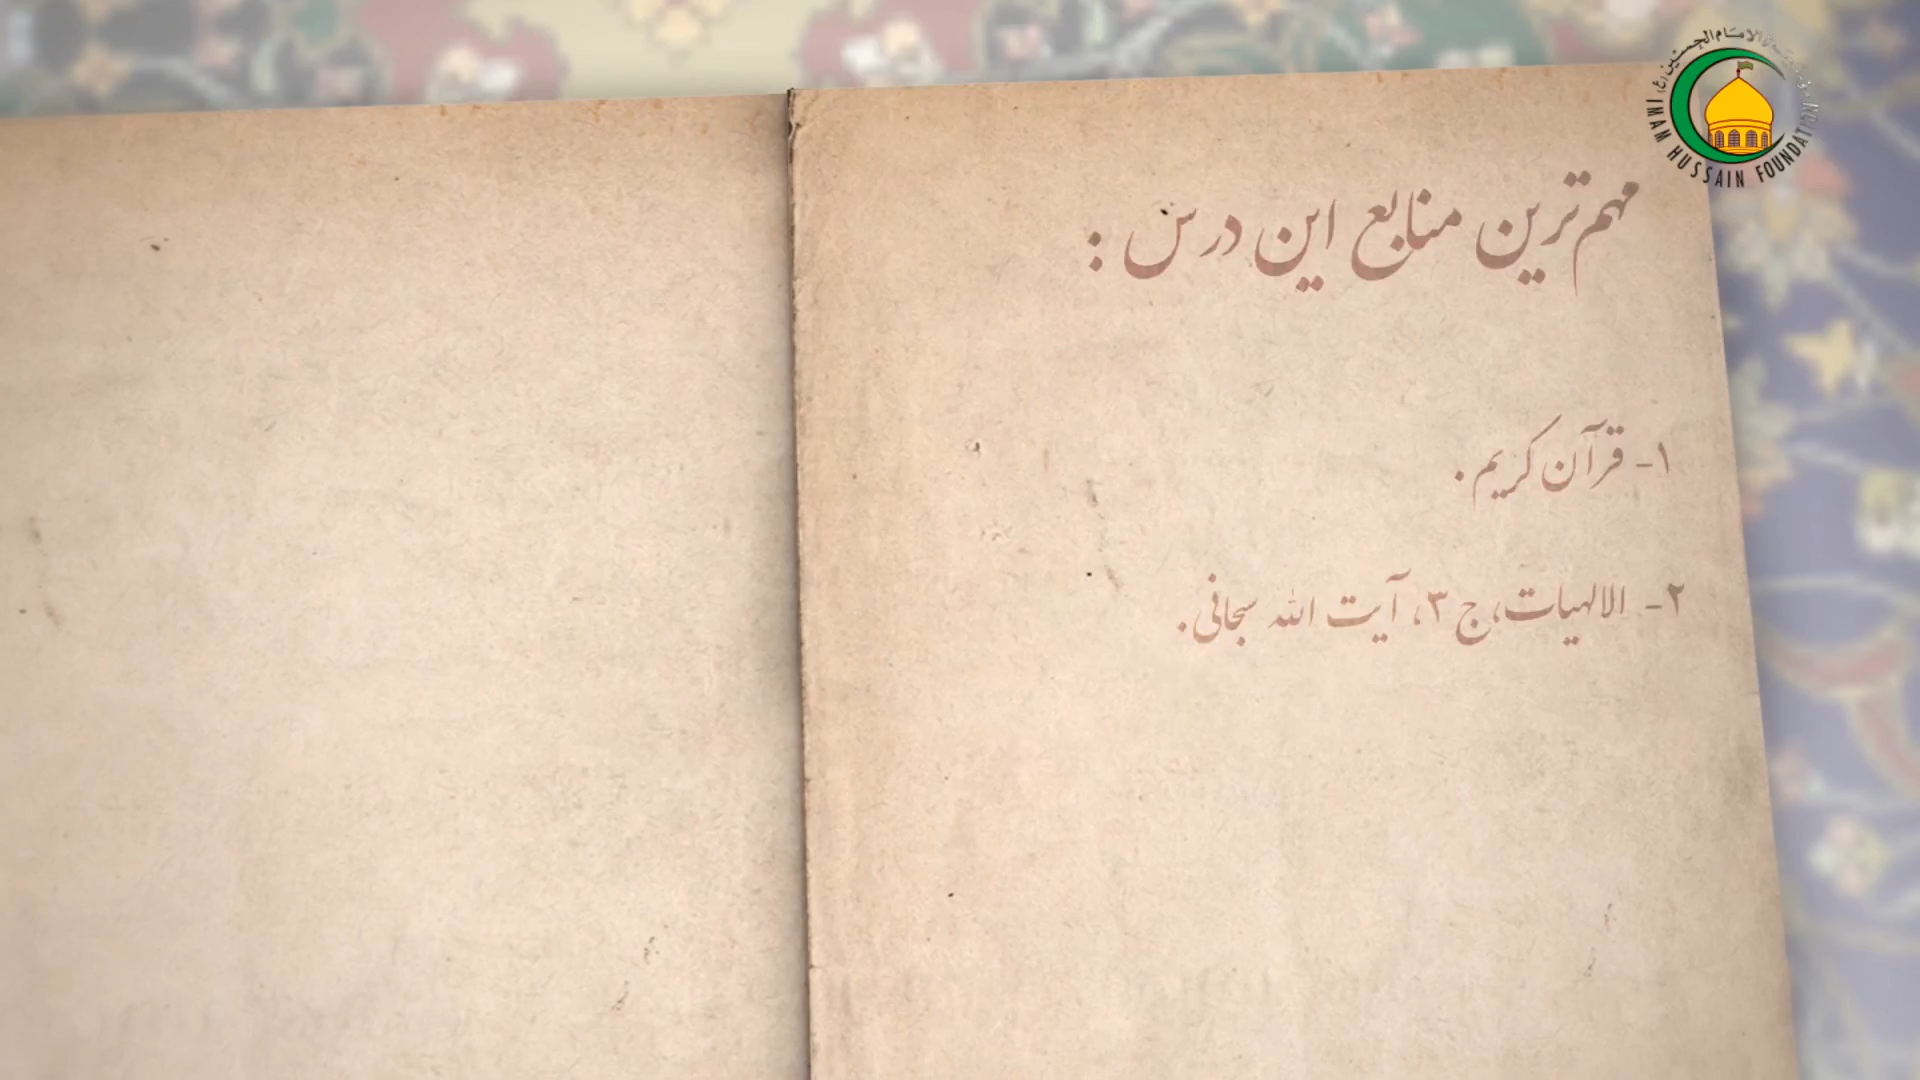 مهم‌ترین منابع این درس :
۱- قرآن کریم.
۲- الالهیات، ج ۳، آیت الله سبحانی.
IMAM HUSSAIN FOUNDATION